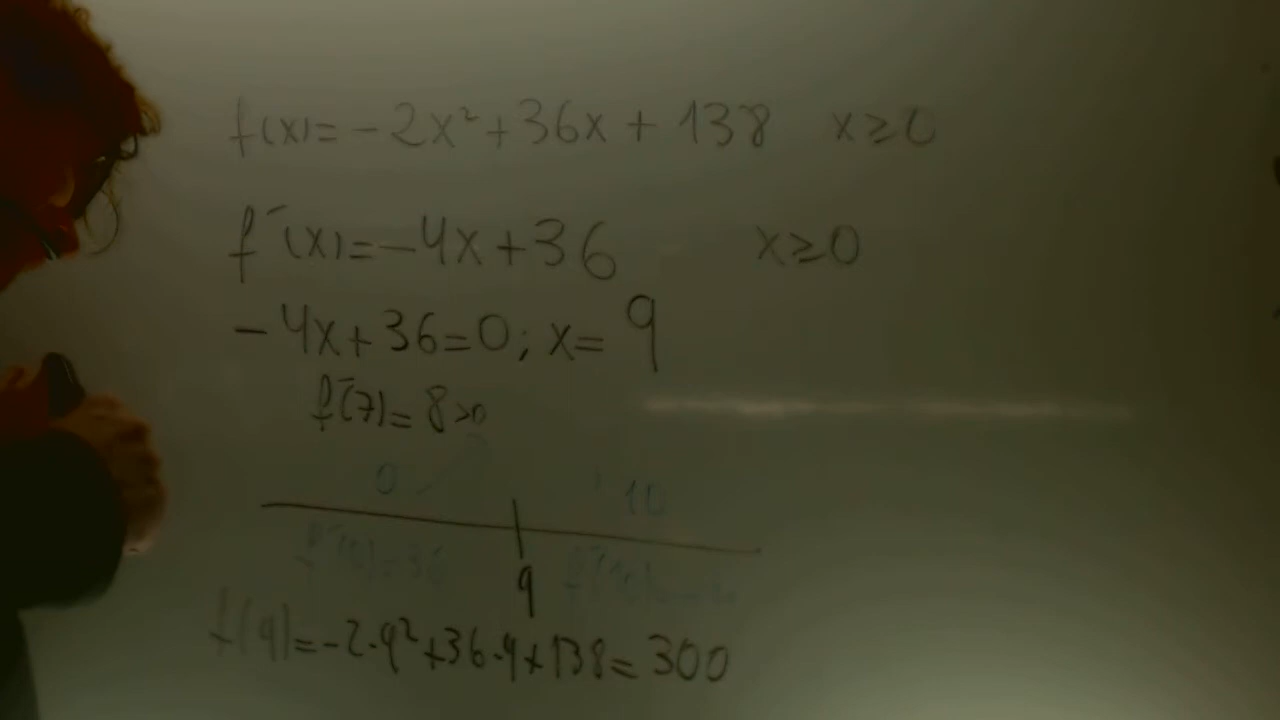 f(x)=-2x²+36x+138 x≥0
f'(x)=-4x+36 x≥0
-4x+36=0; x=9
f'(7)=8>0
0 10
9
f(9)=-2·9²+36·9+138=300